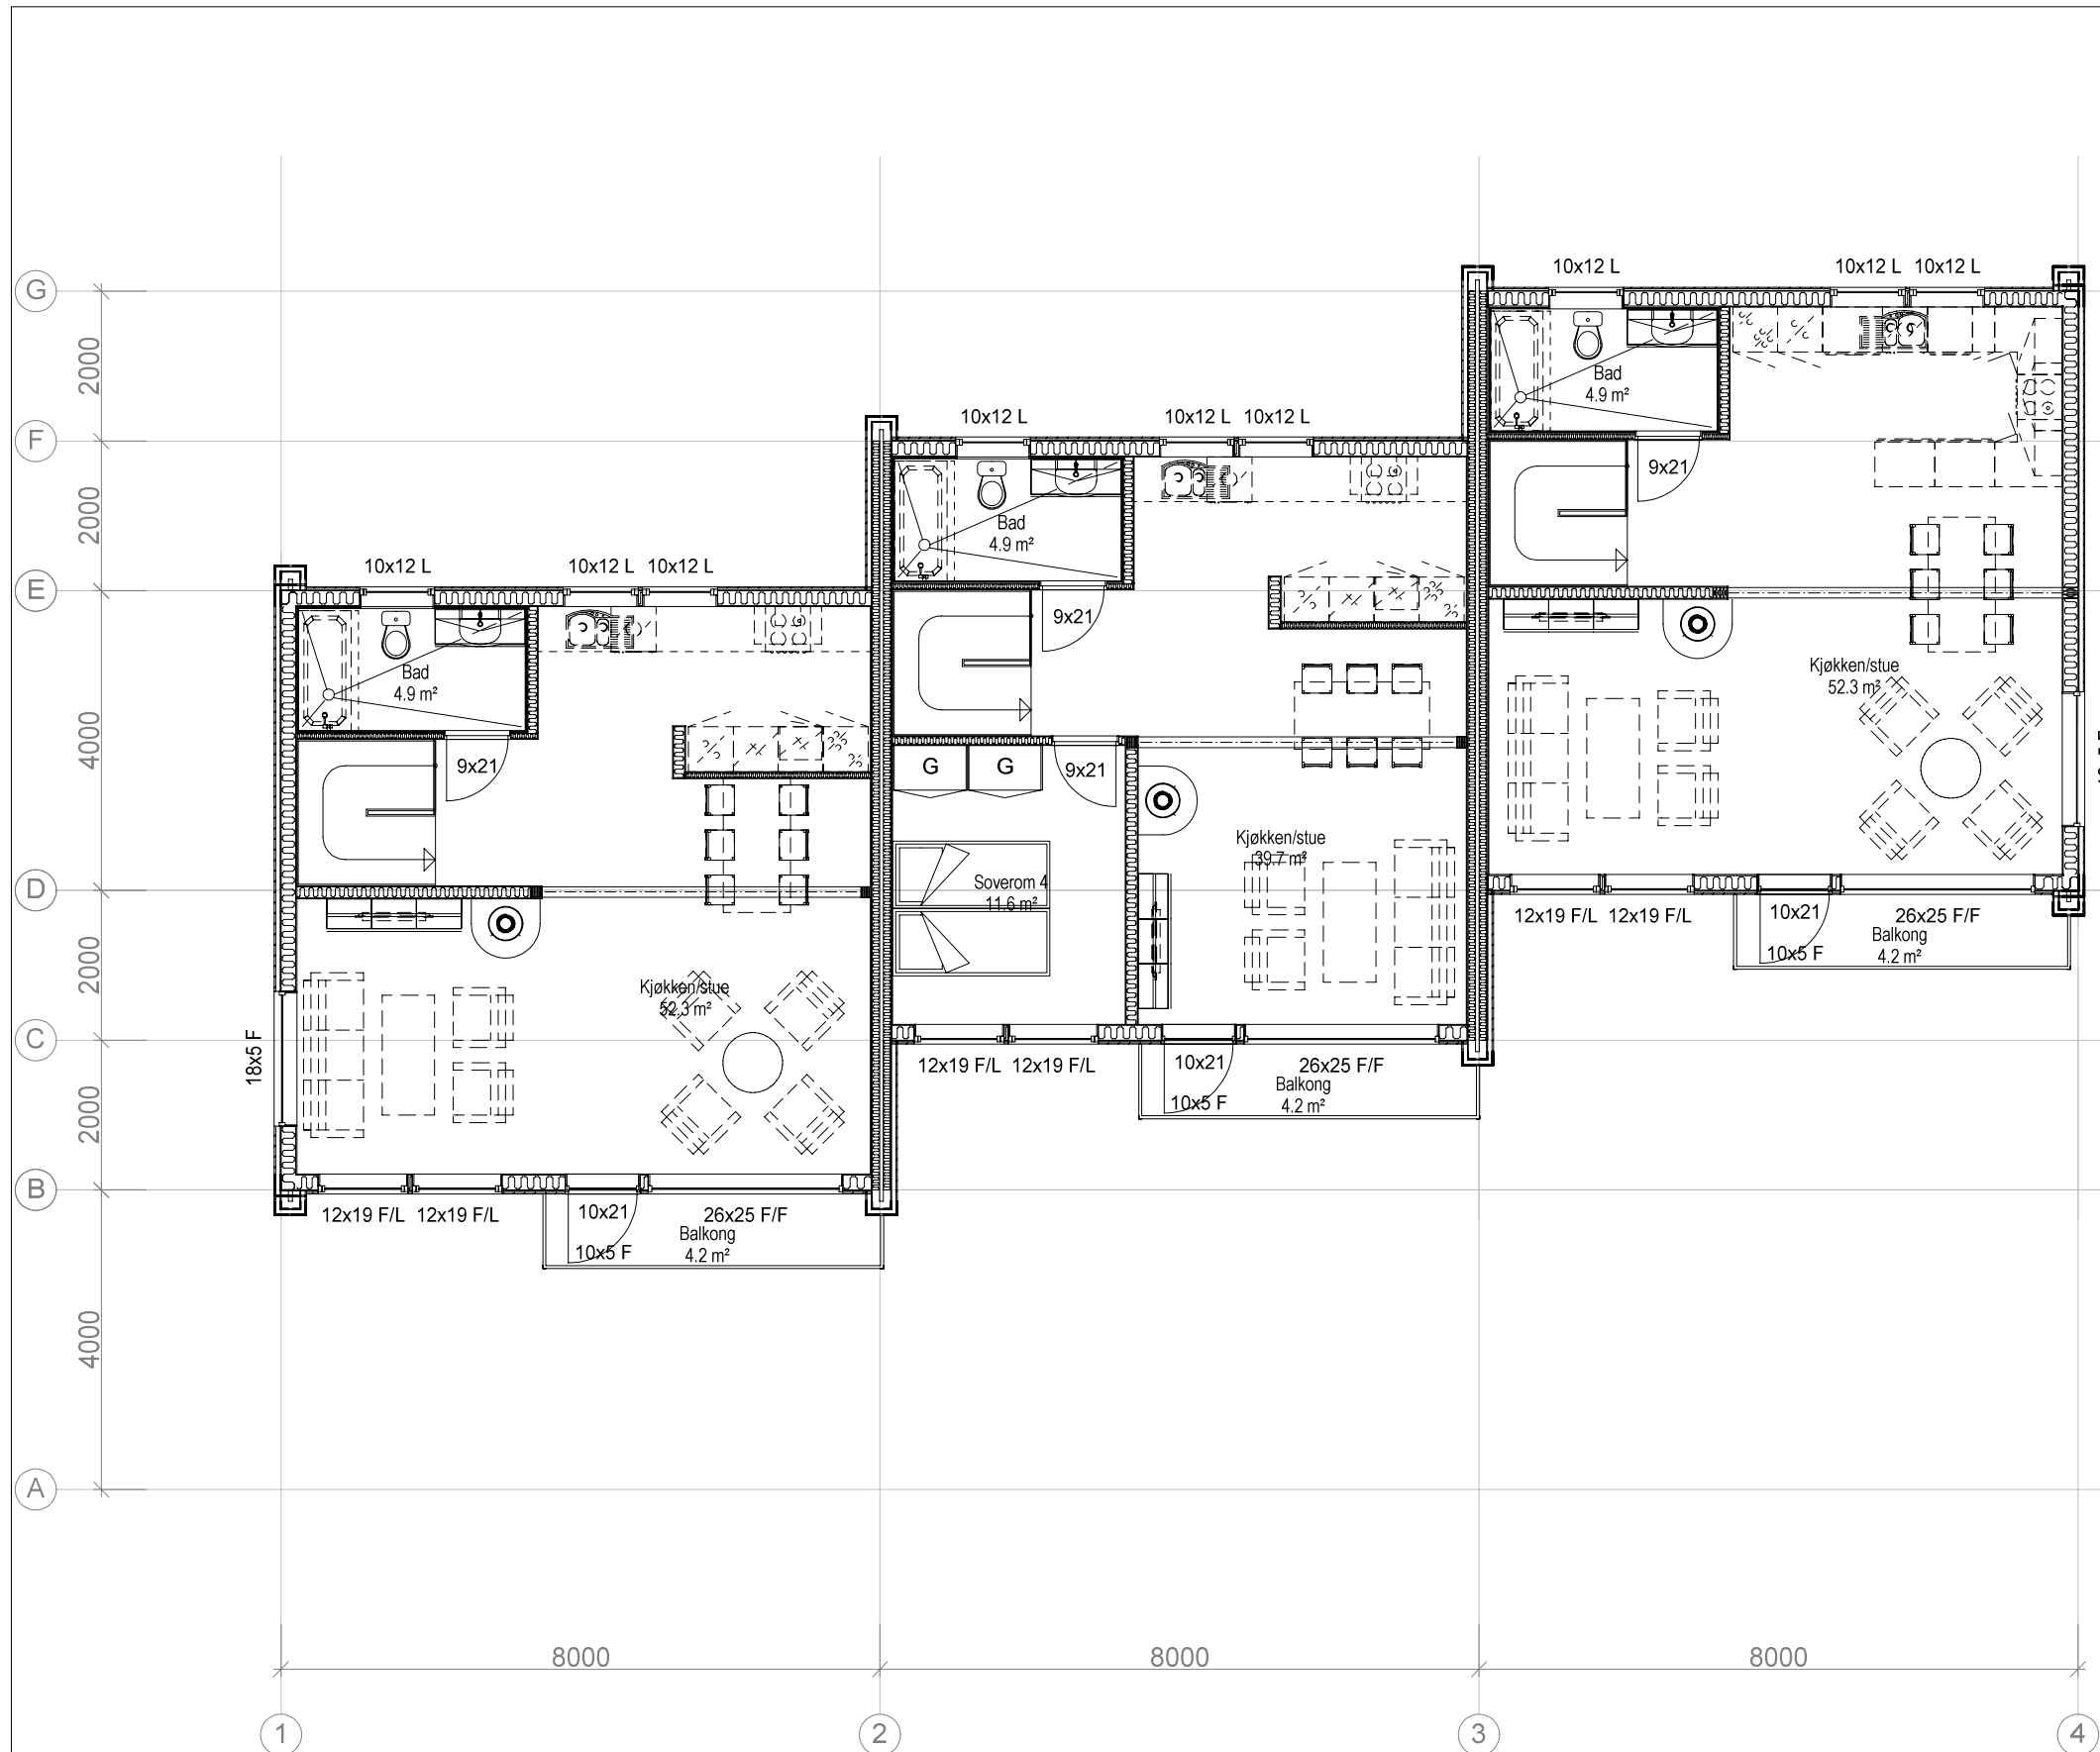 G
10x12 L
10x12 L
10x12 L
2000
Bad
4.9 m²
F
10x12 L
10x12 L
10x12 L
9x21
2000
Bad
4.9 m²
E
10x12 L
10x12 L
10x12 L
9x21
Kjøkken/stue
52.3 m²
Bad
4.9 m²
4000
9x21
G
G
9x21
Kjøkken/stue
39.7 m²
Soverom 4
11.6 m²
D
12x19 F/L
12x19 F/L
10x21
26x25 F/F
Balkong
4.2 m²
10x5 F
2000
Kjøkken/stue
52.3 m²
C
18x5 F
12x19 F/L
12x19 F/L
10x21
26x25 F/F
Balkong
4.2 m²
10x5 F
2000
B
12x19 F/L
12x19 F/L
10x21
26x25 F/F
Balkong
4.2 m²
10x5 F
4000
A
8000
8000
8000
1
2
3
4